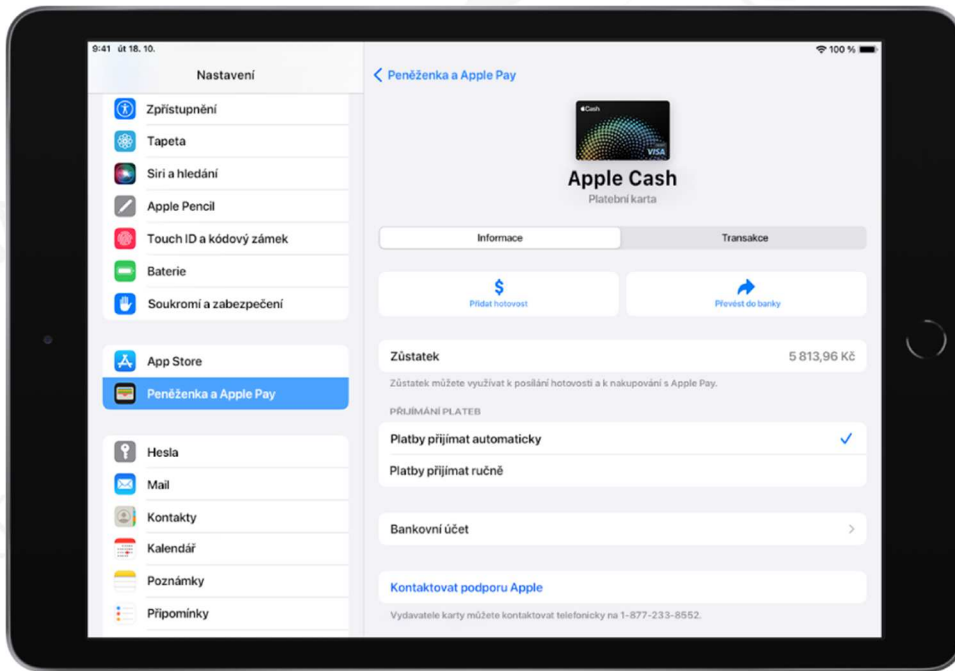 9:41 út 18. 10.
100 %
Nastavení
Zpřístupnění
Tapeta
Siri a hledání
Apple Pencil
Touch ID a kódový zámek
Baterie
Soukromí a zabezpečení
App Store
Peněženka a Apple Pay
Hesla
Mail
Kontakty
Kalendář
Poznámky
Připomínky
Peněženka a Apple Pay
Cash
VISA
Apple Cash
Platební karta
Informace
Transakce
$
Přidat hotovost
Převést do banky
Zůstatek 5 813,96 Kč
Zůstatek můžete využívat k posílání hotovosti a k nakupování s Apple Pay.
PŘIJÍMÁNÍ PLATEB
Platby přijímat automaticky
Platby přijímat ručně
Bankovní účet
Kontaktovat podporu Apple
Vydavatele karty můžete kontaktovat telefonicky na 1-877-233-8552.